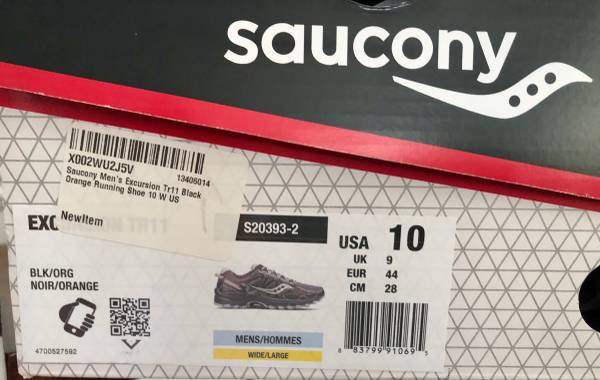 saucony
X002WU2J5V
13406014
Saucony Men's Excursion Tr11 Black
Orange Running Shoe 10 W US
NewItem
EXCURSION TR11
S20393-2
USA 10
UK 9
EUR 44
CM 28
BLK/ORG
NOIR/ORANGE
MENS/HOMMES
WIDE/LARGE
4700527592
8 83799 91069 5